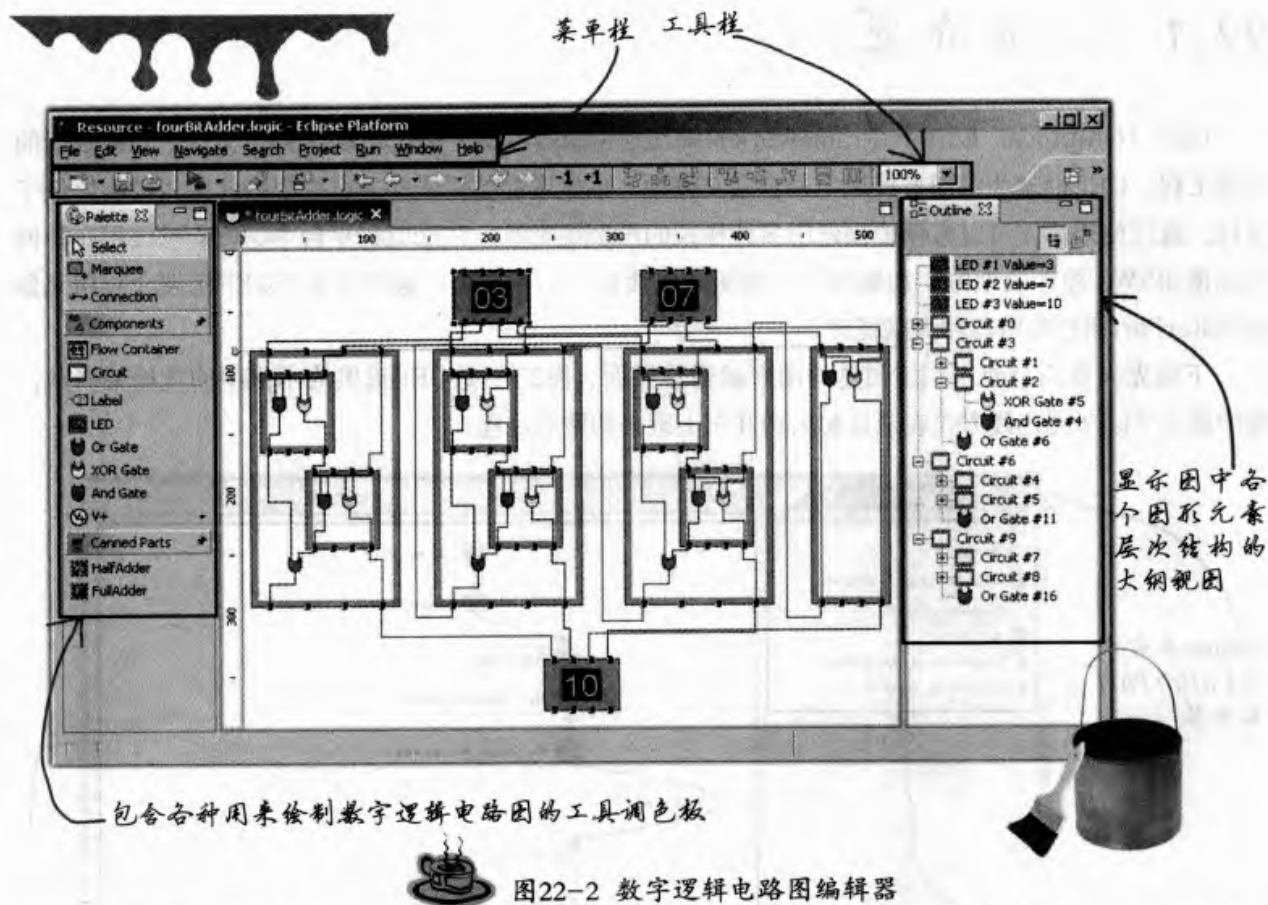 菜单栏 工具栏
Resource - fourBitAdder.logic - Eclipse Platform
File Edit View Navigate Search Project Run Window Help
-1 +1 100%
Palette
Select
Marquee
Connection
Components
Flow Container
Circuit
Label
LED
Or Gate
XOR Gate
And Gate
V+
Canned Parts
HalfAdder
FullAdder
* fourBitAdder.logic
0 100 200 300 400 500
0
100
200
300
03 07
10
Outline
LED #1 Value=3
LED #2 Value=7
LED #3 Value=10
Circuit #0
Circuit #3
Circuit #1
Circuit #2
XOR Gate #5
And Gate #4
Or Gate #6
Circuit #6
Circuit #4
Circuit #5
Or Gate #11
Circuit #9
Circuit #7
Circuit #8
Or Gate #16
显示图中各
个图形元素
层次结构的
大纲视图
包含各种用来绘制数字逻辑电路图的工具调色板
图22-2 数字逻辑电路图编辑器